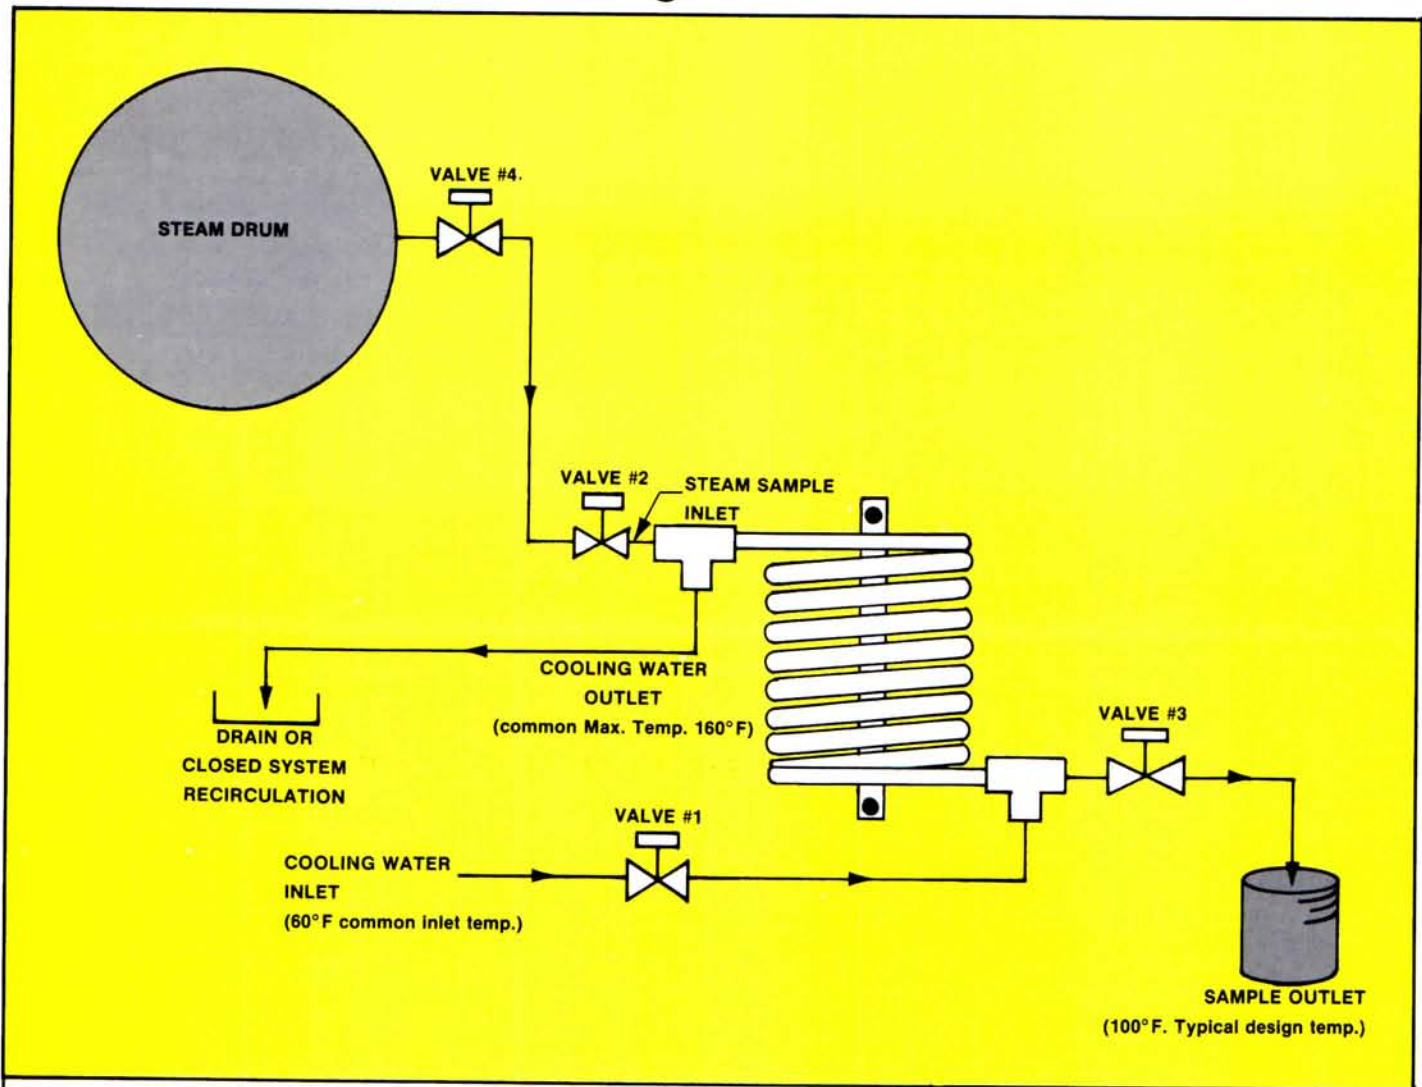 VALVE #4.
STEAM DRUM
VALVE #2
STEAM SAMPLE
INLET
COOLING WATER
OUTLET
(common Max. Temp. 160°F)
DRAIN OR
CLOSED SYSTEM
RECIRCULATION
VALVE #3
VALVE #1
COOLING WATER
INLET
(60°F common inlet temp.)
SAMPLE OUTLET
(100°F. Typical design temp.)